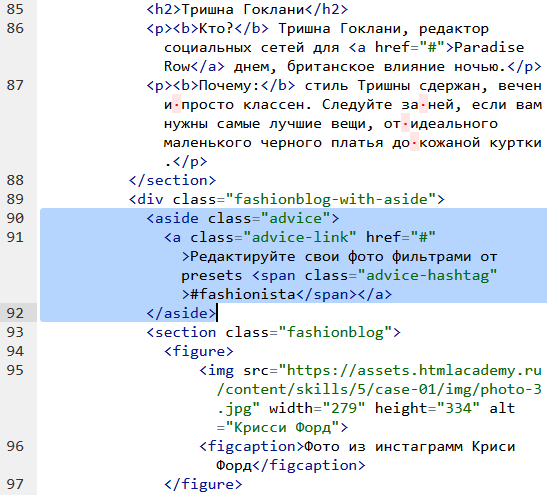 85 <h2>Тришна Гоклани</h2>
86 <p><b>Кто?</b> Тришна Гоклани, редактор
социальных сетей для <a href="#">Paradise
Row</a> днем, британское влияние ночью.</p>
87 <p><b>Почему:</b> стиль Тришны сдержан, вечен
и·просто классен. Следуйте за·ней, если вам
нужны самые лучшие вещи, от·идеального
маленького черного платья до·кожаной куртки
.</p>
88 </section>
89 <div class="fashionblog-with-aside">
90 <aside class="advice">
91 <a class="advice-link" href="#"
>Редактируйте свои фото фильтрами от
presets <span class="advice-hashtag"
>#fashionista</span></a>
92 </aside>
93 <section class="fashionblog">
94 <figure>
95 <img src="https://assets.htmlacademy.ru
/content/skills/5/case-01/img/photo-3
.jpg" width="279" height="334" alt
="Крисси Форд">
96 <figcaption>Фото из инстаграмм Криси
Форд</figcaption>
97 </figure>